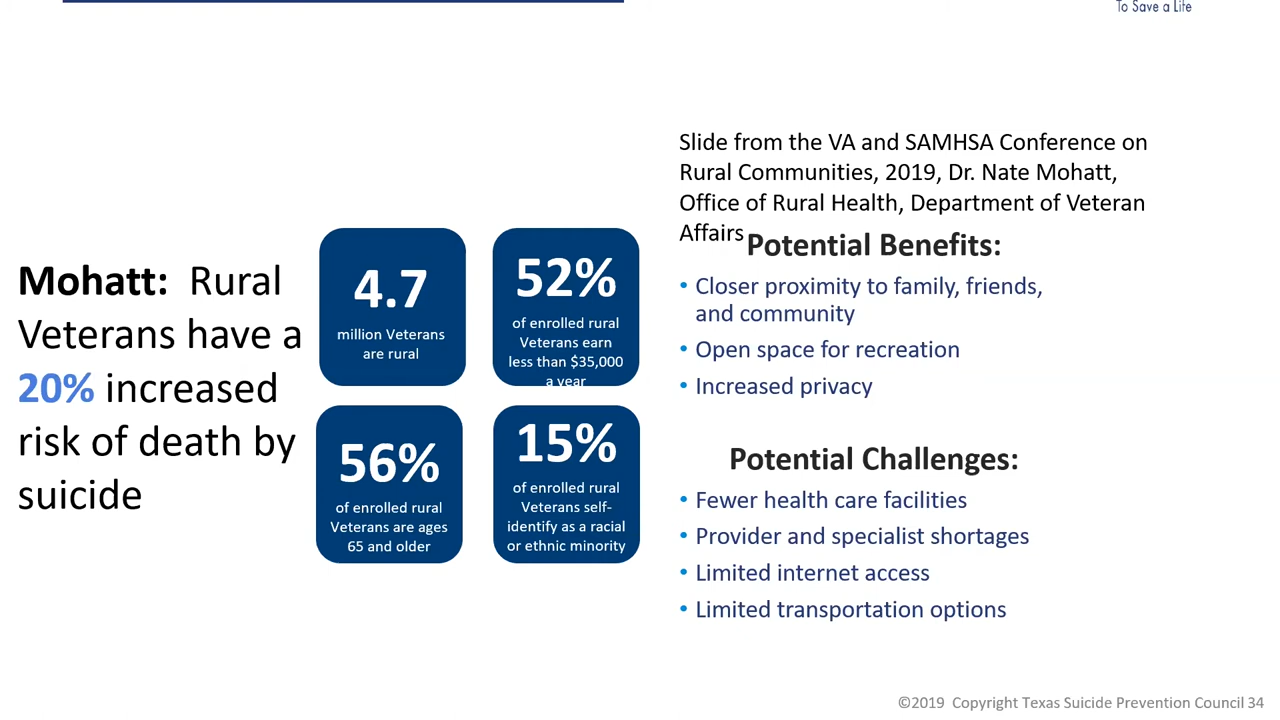 To Save a Life
Slide from the VA and SAMHSA Conference on
Rural Communities, 2019, Dr. Nate Mohatt,
Office of Rural Health, Department of Veteran
Affairs
Mohatt: Rural
Veterans have a
20% increased
risk of death by
suicide
4.7
million Veterans
are rural
52%
of enrolled rural
Veterans earn
less than $35,000
a year
56%
of enrolled rural
Veterans are ages
65 and older
15%
of enrolled rural
Veterans self-
identify as a racial
or ethnic minority
Potential Benefits:
• Closer proximity to family, friends,
and community
• Open space for recreation
• Increased privacy
Potential Challenges:
• Fewer health care facilities
• Provider and specialist shortages
• Limited internet access
• Limited transportation options
©2019 Copyright Texas Suicide Prevention Council 34